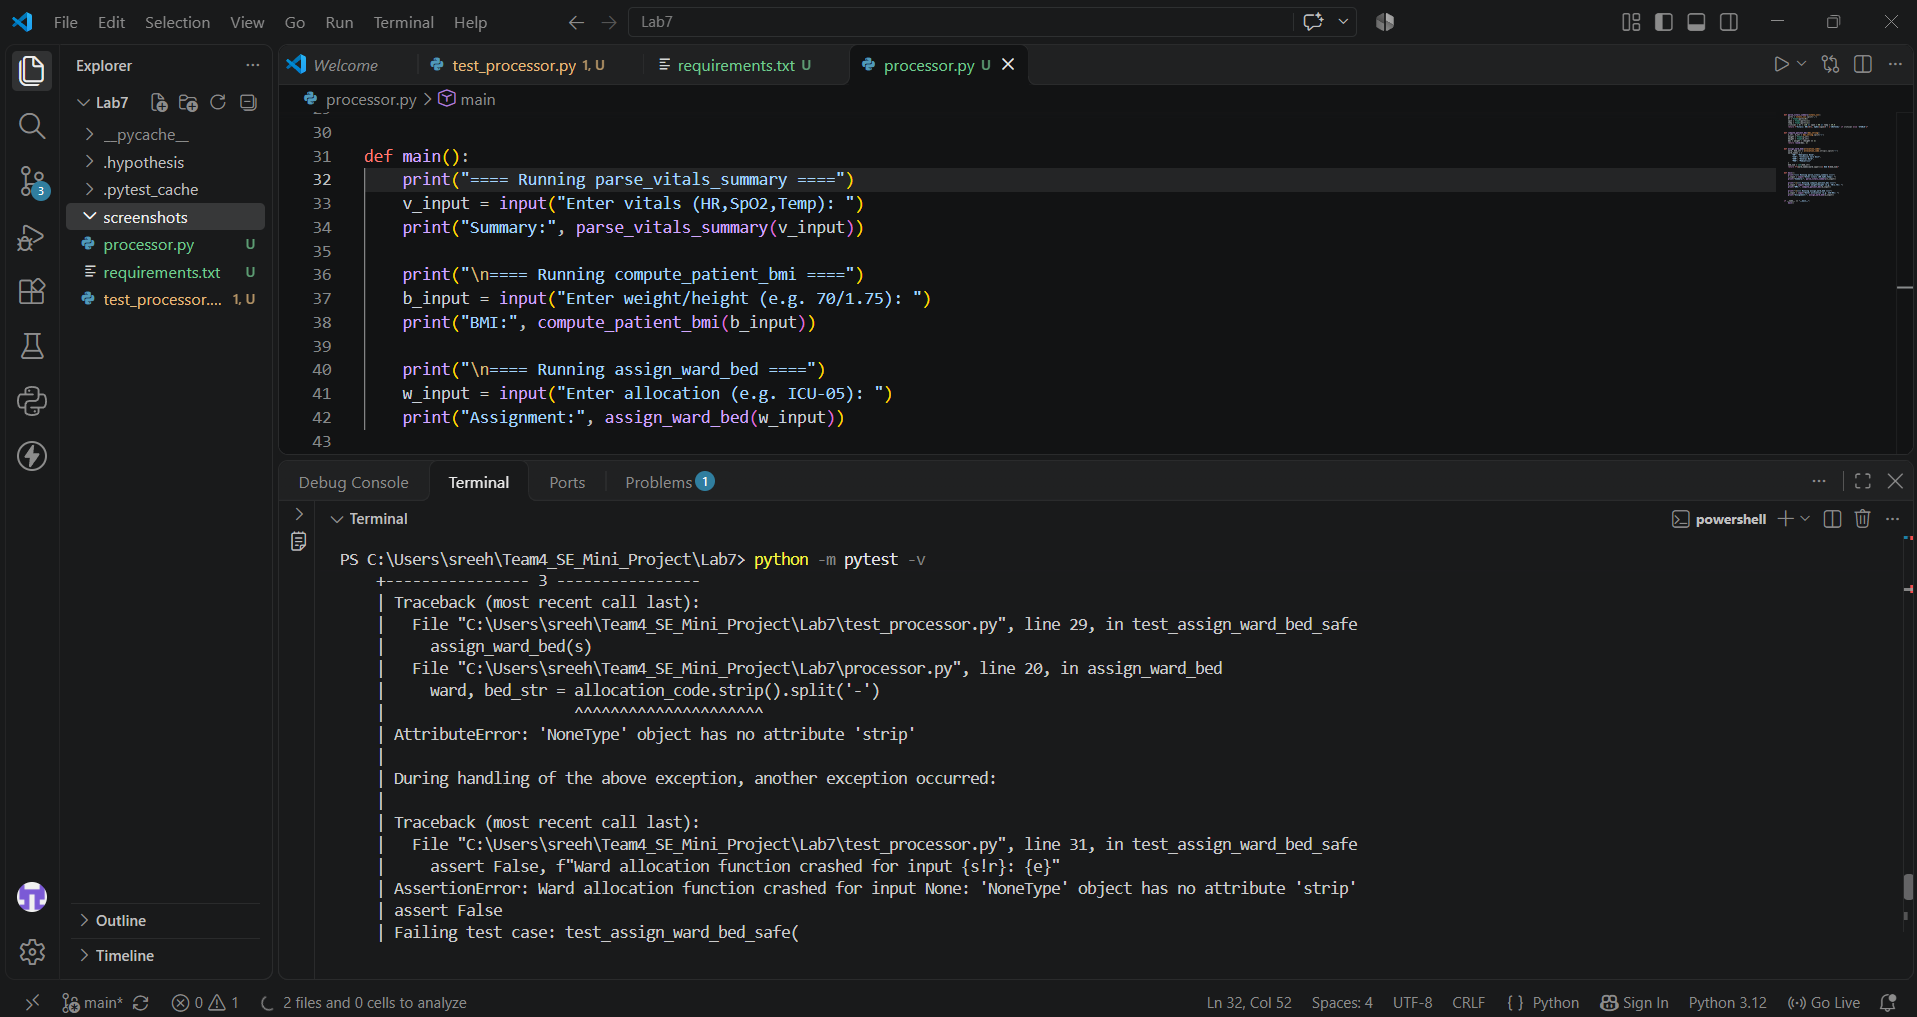 File Edit Selection View Go Run Terminal Help
Lab7
Explorer
Lab7
__pycache__
.hypothesis
.pytest_cache
screenshots
processor.py U
requirements.txt U
test_processor.... 1, U
Outline
Timeline
3
Welcome
test_processor.py 1, U
requirements.txt U
processor.py U
processor.py > main
30
31 def main():
32 print("==== Running parse_vitals_summary ====")
33 v_input = input("Enter vitals (HR,SpO2,Temp): ")
34 print("Summary:", parse_vitals_summary(v_input))
35
36 print("\n==== Running compute_patient_bmi ====")
37 b_input = input("Enter weight/height (e.g. 70/1.75): ")
38 print("BMI:", compute_patient_bmi(b_input))
39
40 print("\n==== Running assign_ward_bed ====")
41 w_input = input("Enter allocation (e.g. ICU-05): ")
42 print("Assignment:", assign_ward_bed(w_input))
43
Debug Console Terminal Ports Problems 1
Terminal
powershell
PS C:\Users\sreeh\Team4_SE_Mini_Project\Lab7> python -m pytest -v
+---------------- 3 ----------------
| Traceback (most recent call last):
|   File "C:\Users\sreeh\Team4_SE_Mini_Project\Lab7\test_processor.py", line 29, in test_assign_ward_bed_safe
|     assign_ward_bed(s)
|   File "C:\Users\sreeh\Team4_SE_Mini_Project\Lab7\processor.py", line 20, in assign_ward_bed
|     ward, bed_str = allocation_code.strip().split('-')
|                     ^^^^^^^^^^^^^^^^^^^^^
| AttributeError: 'NoneType' object has no attribute 'strip'
|
| During handling of the above exception, another exception occurred:
|
| Traceback (most recent call last):
|   File "C:\Users\sreeh\Team4_SE_Mini_Project\Lab7\test_processor.py", line 31, in test_assign_ward_bed_safe
|     assert False, f"Ward allocation function crashed for input {s!r}: {e}"
| AssertionError: Ward allocation function crashed for input None: 'NoneType' object has no attribute 'strip'
| assert False
| Failing test case: test_assign_ward_bed_safe(
main* 0 1 2 files and 0 cells to analyze
Ln 32, Col 52 Spaces: 4 UTF-8 CRLF { } Python Sign In Python 3.12 Go Live